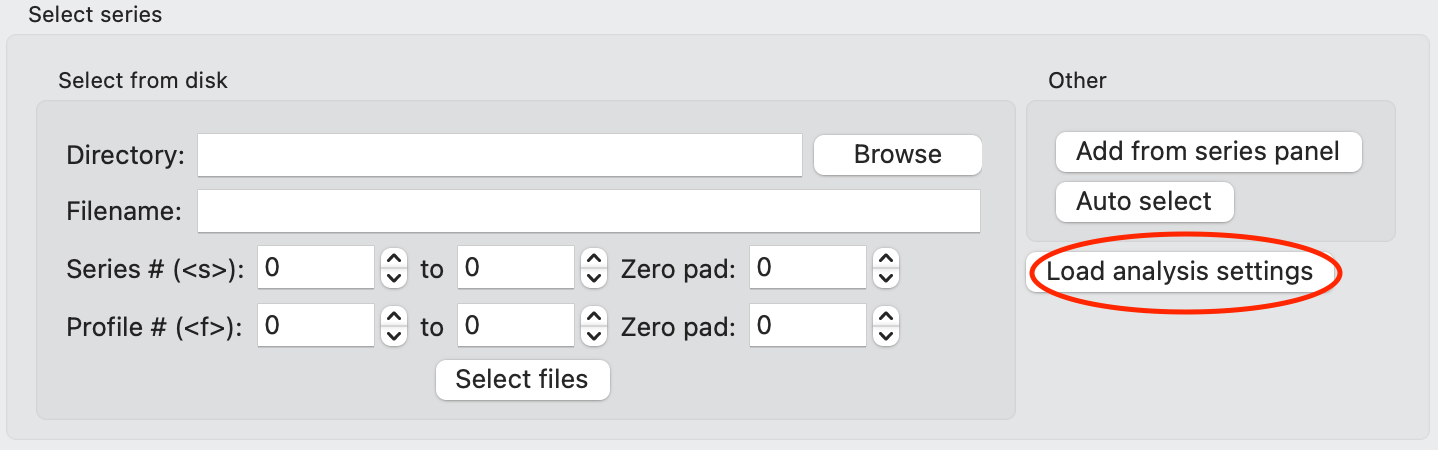 Select series
Select from disk
Directory:
Browse
Filename:
Series # (<s>): 0 to 0 Zero pad: 0
Profile # (<f>): 0 to 0 Zero pad: 0
Select files
Other
Add from series panel
Auto select
Load analysis settings